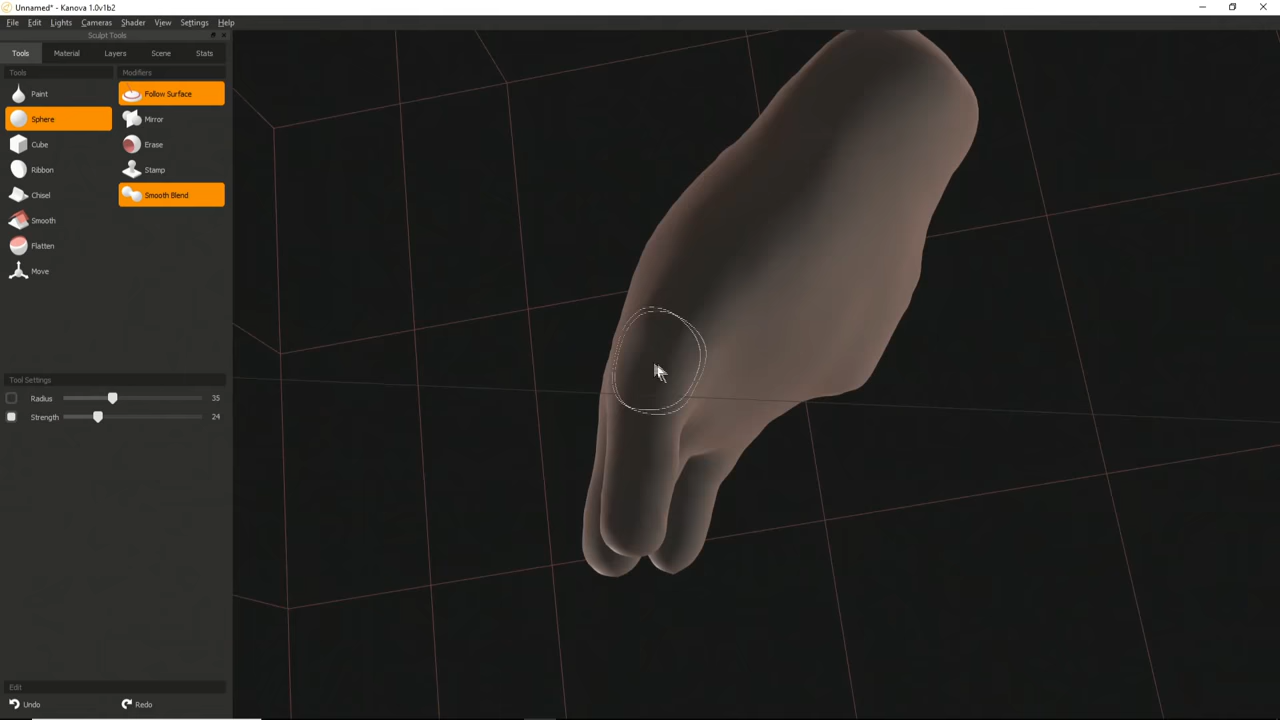 Unnamed* - Kanova 1.0v1b2
File Edit Lights Cameras Shader View Settings Help
Sculpt Tools
Tools Material Layers Scene Stats
Tools Modifiers
Paint Follow Surface
Sphere Mirror
Cube Erase
Ribbon Stamp
Chisel Smooth Blend
Smooth
Flatten
Move
Tool Settings
Radius 35
Strength 24
Edit
Undo Redo